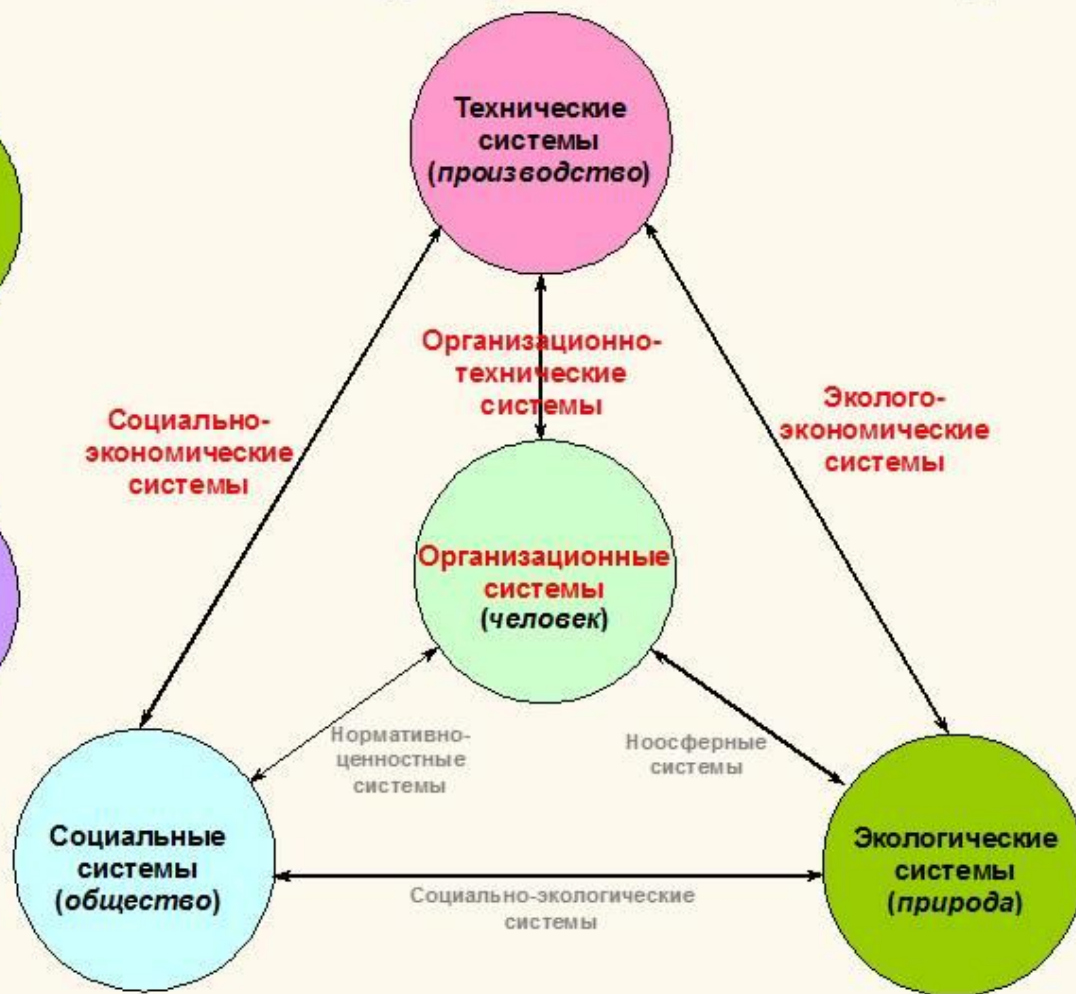 Технические
системы
(производство)
Организационно-
технические
системы
Социально-
экономические
системы
Эколого-
экономические
системы
Организационные
системы
(человек)
Нормативно-
ценностные
системы
Ноосферные
системы
Социальные
системы
(общество)
Экологические
системы
(природа)
Социально-экологические
системы